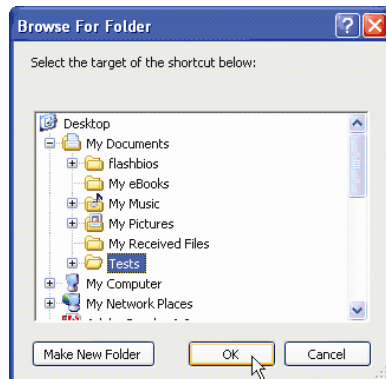 Browse For Folder
Select the target of the shortcut below:
Desktop
My Documents
flashbios
My eBooks
My Music
My Pictures
My Received Files
Tests
My Computer
My Network Places
Make New Folder
OK
Cancel